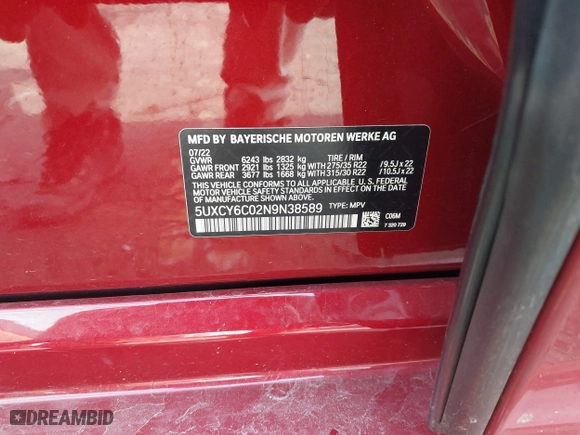 MFD BY BAYERISCHE MOTOREN WERKE AG
07/22
GVWR 6243 lbs 2832 kg TIRE / RIM
GAWR FRONT 2921 lbs 1325 kg WITH 275/35 R22 / 9.5J x 22
GAWR REAR 3677 lbs 1668 kg WITH 315/30 R22 / 10.5J x 22
THIS VEHICLE CONFORMS TO ALL APPLICABLE U. S. FEDERAL
MOTOR VEHICLE SAFETY STANDARDS IN EFFECT
ON THE DATE OF MANUFACTURE SHOWN ABOVE.
5UXCY6C02N9N38589 TYPE: MPV
C06M
DREAMBID